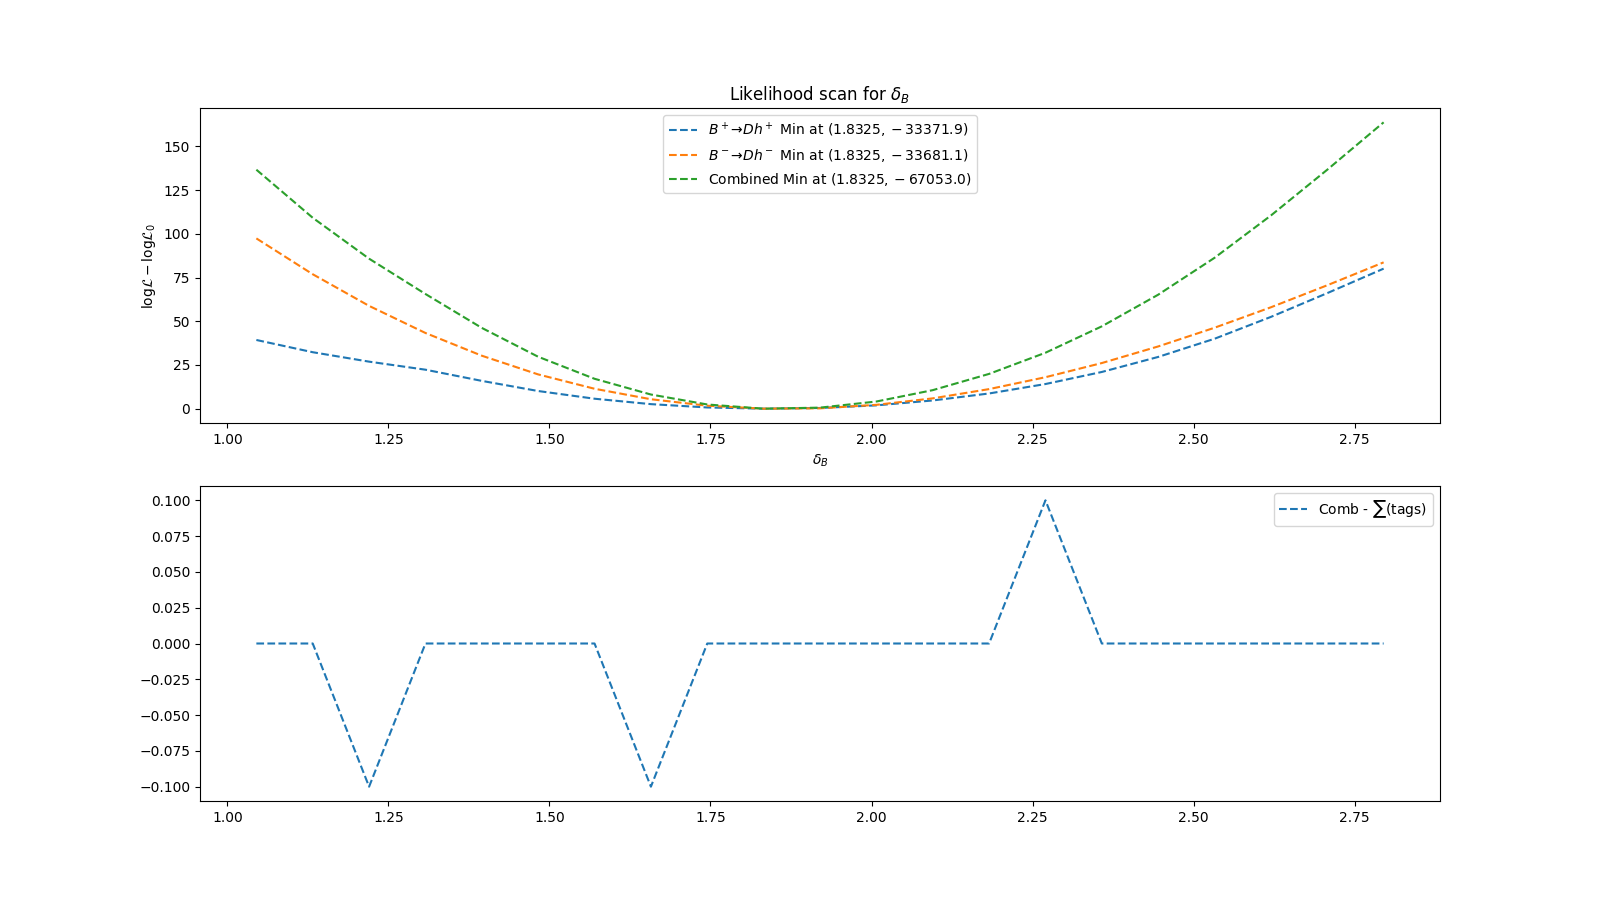 Likelihood scan for δ_B
150
125
100
75
50
25
0
log𝓛 − log𝓛₀
B⁺→Dh⁺ Min at (1.8325, −33371.9)
B⁻→Dh⁻ Min at (1.8325, −33681.1)
Combined Min at (1.8325, −67053.0)
1.00 1.25 1.50 1.75 2.00 2.25 2.50 2.75
δ_B
0.100
0.075
0.050
0.025
0.000
−0.025
−0.050
−0.075
−0.100
Comb - ∑(tags)
1.00 1.25 1.50 1.75 2.00 2.25 2.50 2.75